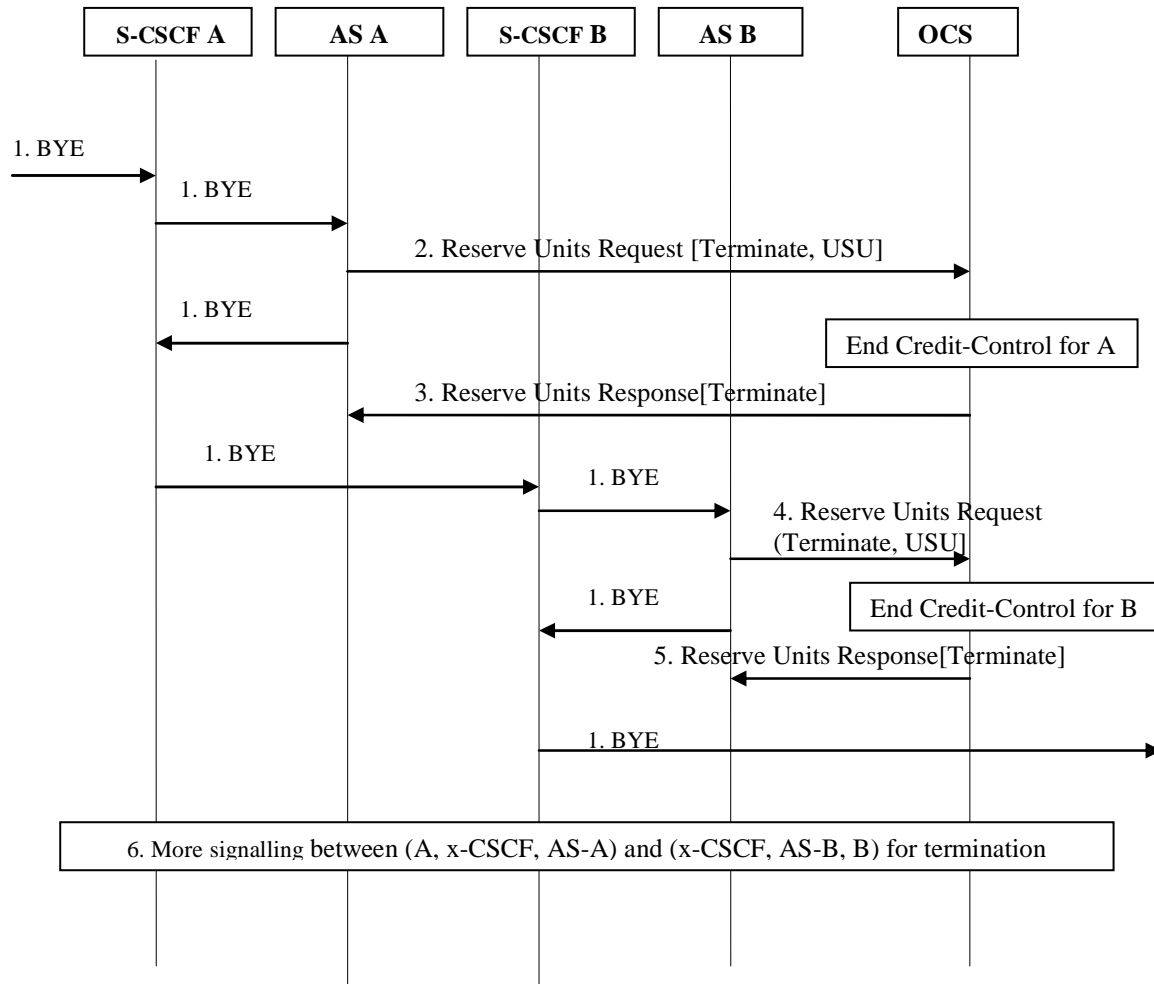 S-CSCF A
AS A
S-CSCF B
AS B
OCS
1. BYE
1. BYE
2. Reserve Units Request [Terminate, USU]
1. BYE
End Credit-Control for A
3. Reserve Units Response[Terminate]
1. BYE
1. BYE
4. Reserve Units Request
(Terminate, USU]
1. BYE
End Credit-Control for B
5. Reserve Units Response[Terminate]
1. BYE
6. More signalling between (A, x-CSCF, AS-A) and (x-CSCF, AS-B, B) for termination